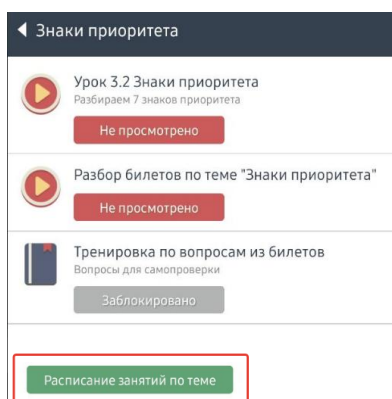 Знаки приоритета
Урок 3.2 Знаки приоритета
Разбираем 7 знаков приоритета
Не просмотрено
Разбор билетов по теме "Знаки приоритета"
Не просмотрено
Тренировка по вопросам из билетов
Вопросы для самопроверки
Заблокировано
Расписание занятий по теме